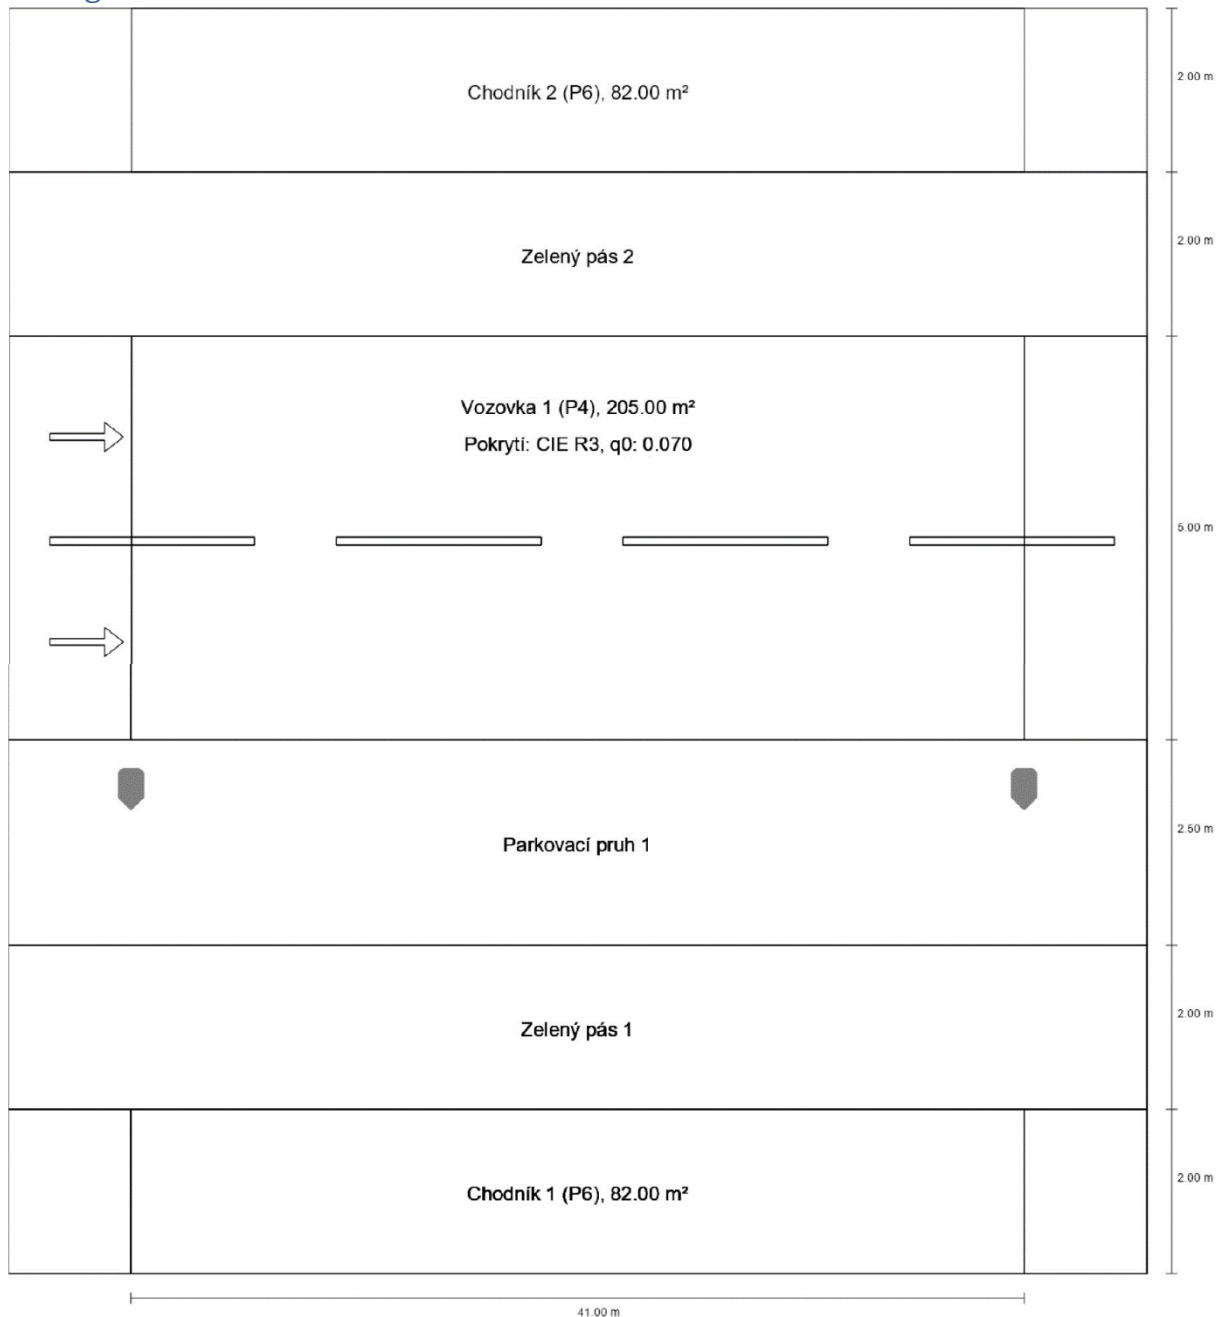 Chodník 2 (P6), 82.00 m²
2.00 m
Zelený pás 2
2.00 m
Vozovka 1 (P4), 205.00 m²
Pokrytí: CIE R3, q0: 0.070
5.00 m
Parkovací pruh 1
2.50 m
Zelený pás 1
2.00 m
Chodník 1 (P6), 82.00 m²
2.00 m
41.00 m